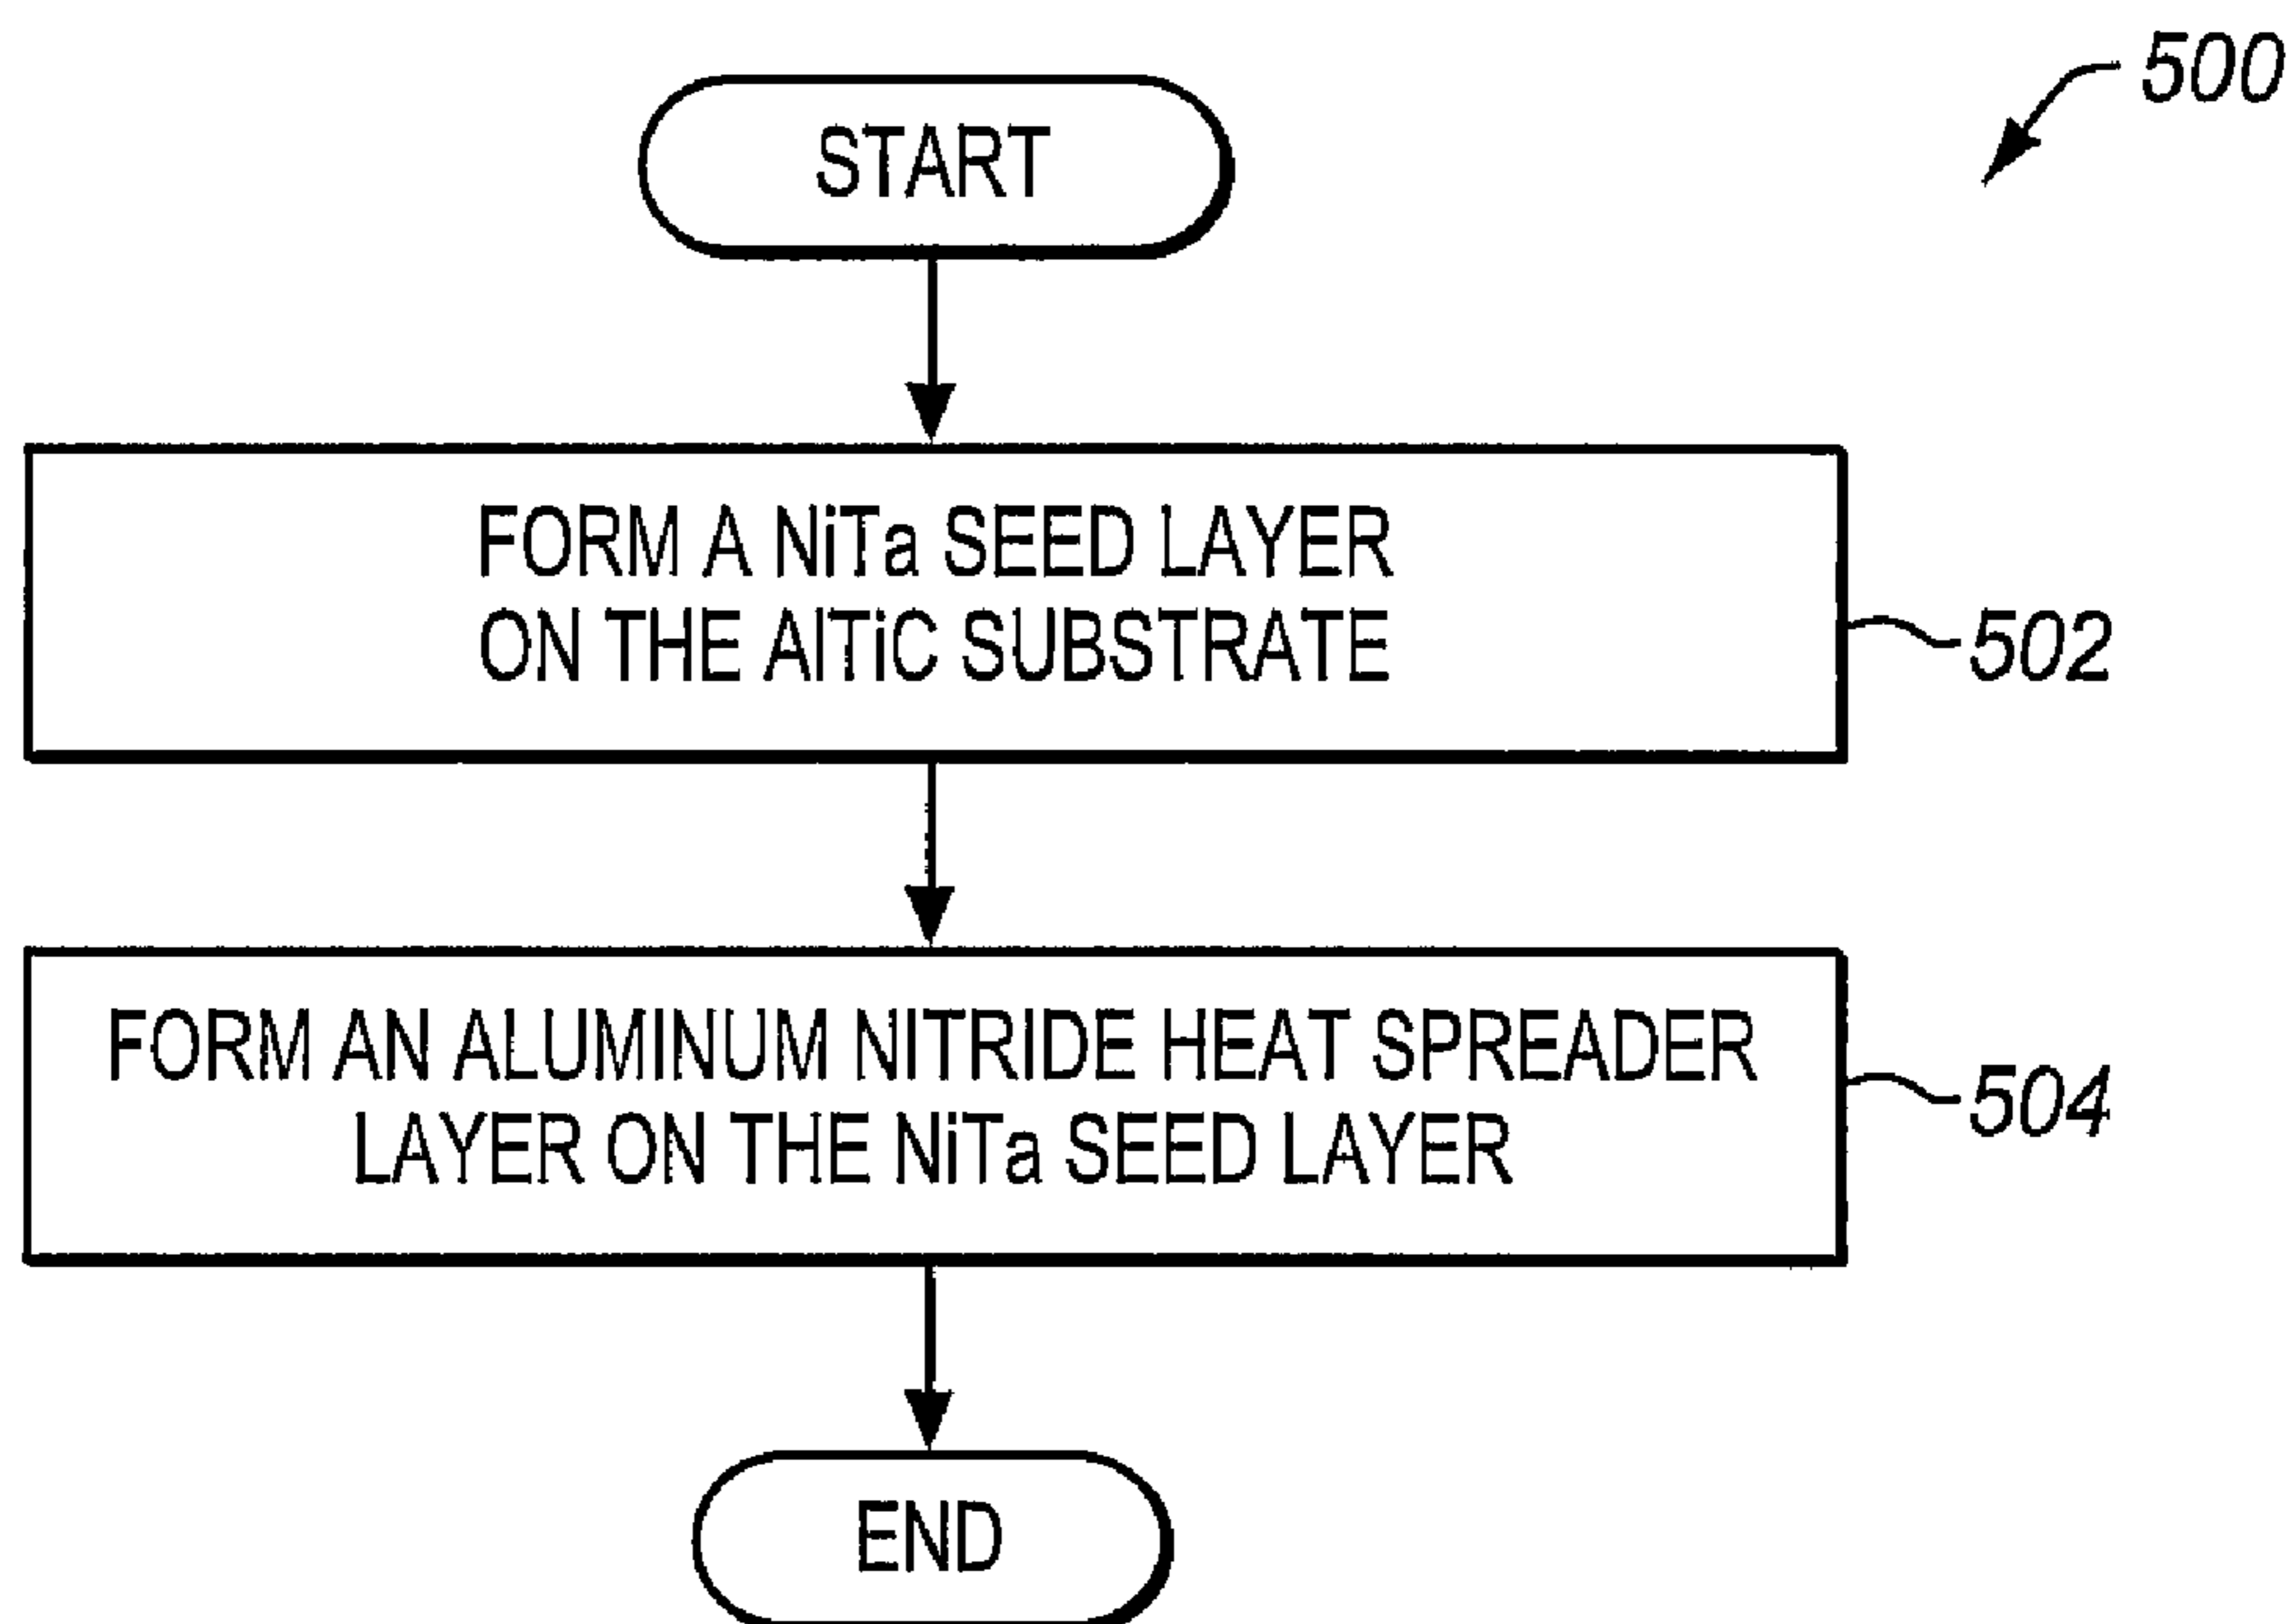 500
START
FORM A NiTa SEED LAYER
ON THE AlTiC SUBSTRATE
502
FORM AN ALUMINUM NITRIDE HEAT SPREADER
LAYER ON THE NiTa SEED LAYER
504
END